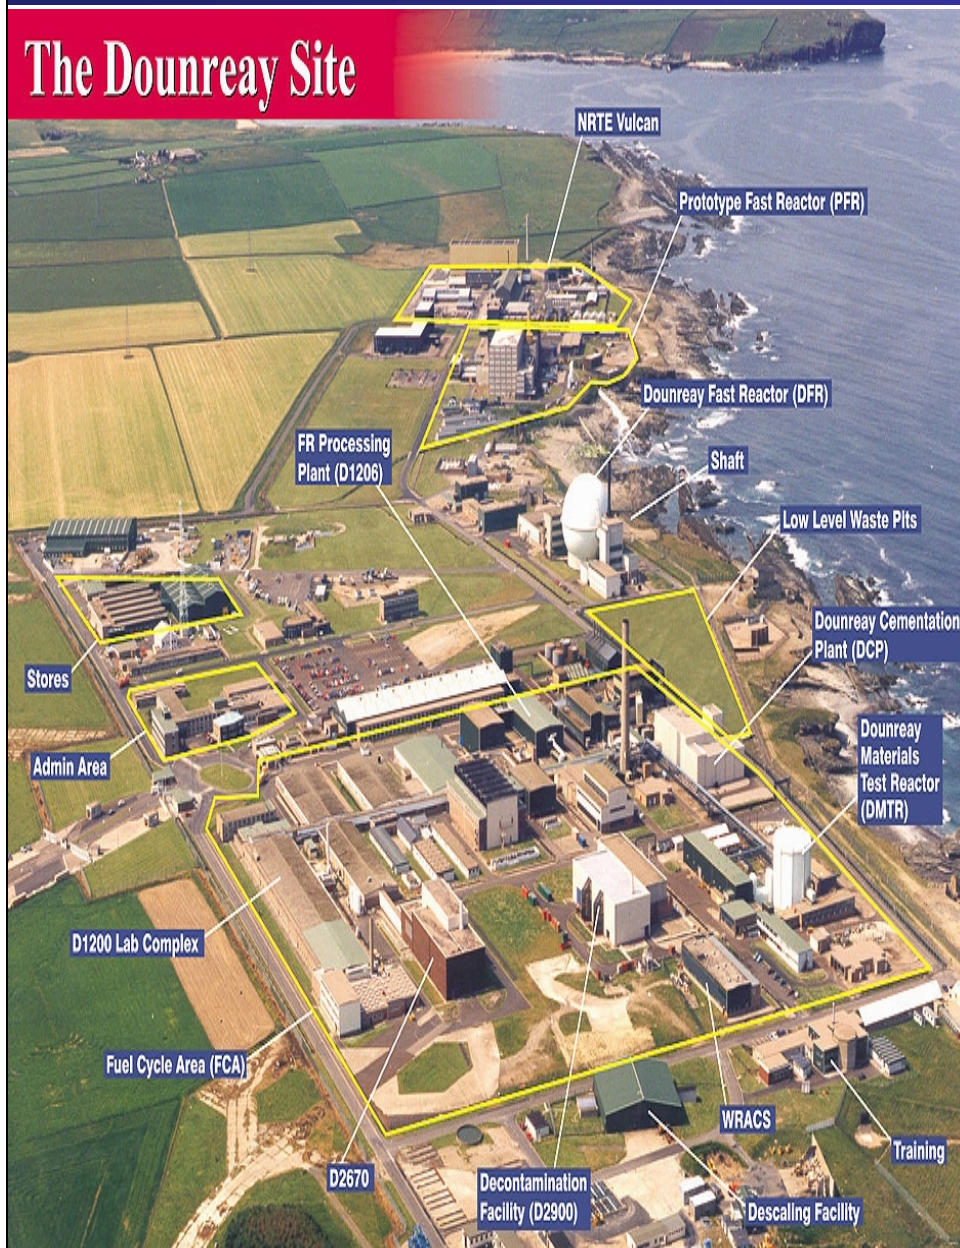 The Dounreay Site
NRTE Vulcan
Prototype Fast Reactor (PFR)
Dounreay Fast Reactor (DFR)
FR Processing
Plant (D1206)
Shaft
Low Level Waste Pits
Dounreay Cementation
Plant (DCP)
Stores
Dounreay
Materials
Test Reactor
(DMTR)
Admin Area
D1200 Lab Complex
Fuel Cycle Area (FCA)
WRACS
Training
D2670
Decontamination
Facility (D2900)
Descaling Facility